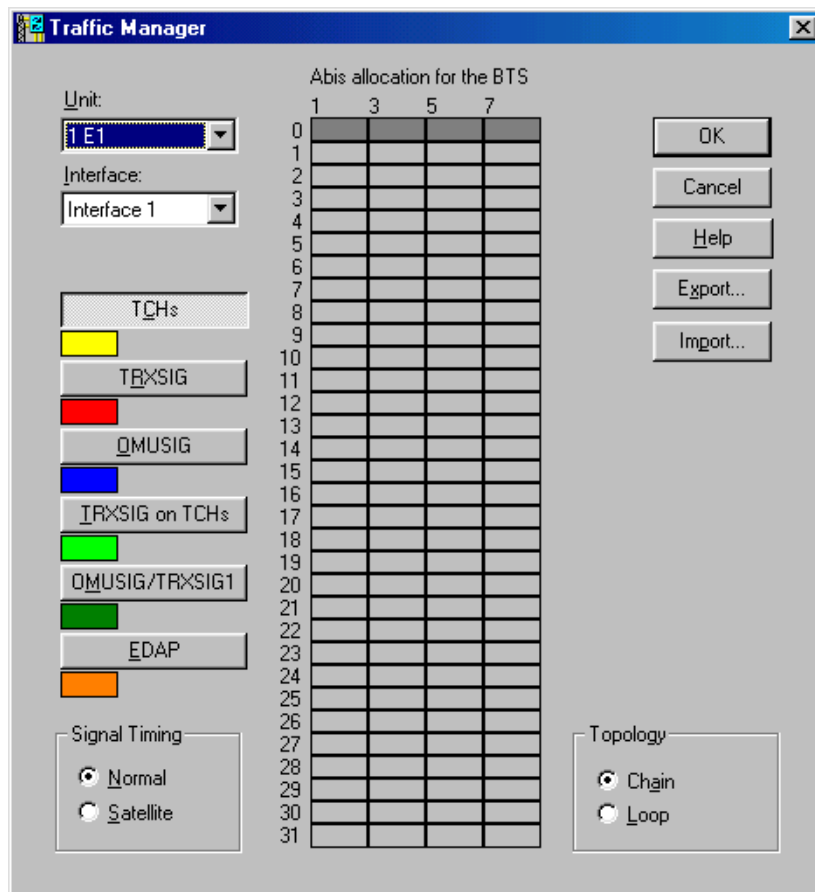 Traffic Manager
Abis allocation for the BTS
1 3 5 7
Unit:
1 E1
Interface:
Interface 1
TCHs
TRXSIG
OMUSIG
TRXSIG on TCHs
OMUSIG/TRXSIG1
EDAP
0
1
2
3
4
5
6
7
8
9
10
11
12
13
14
15
16
17
18
19
20
21
22
23
24
25
26
27
28
29
30
31
OK
Cancel
Help
Export...
Import...
Signal Timing
Normal
Satellite
Topology
Chain
Loop